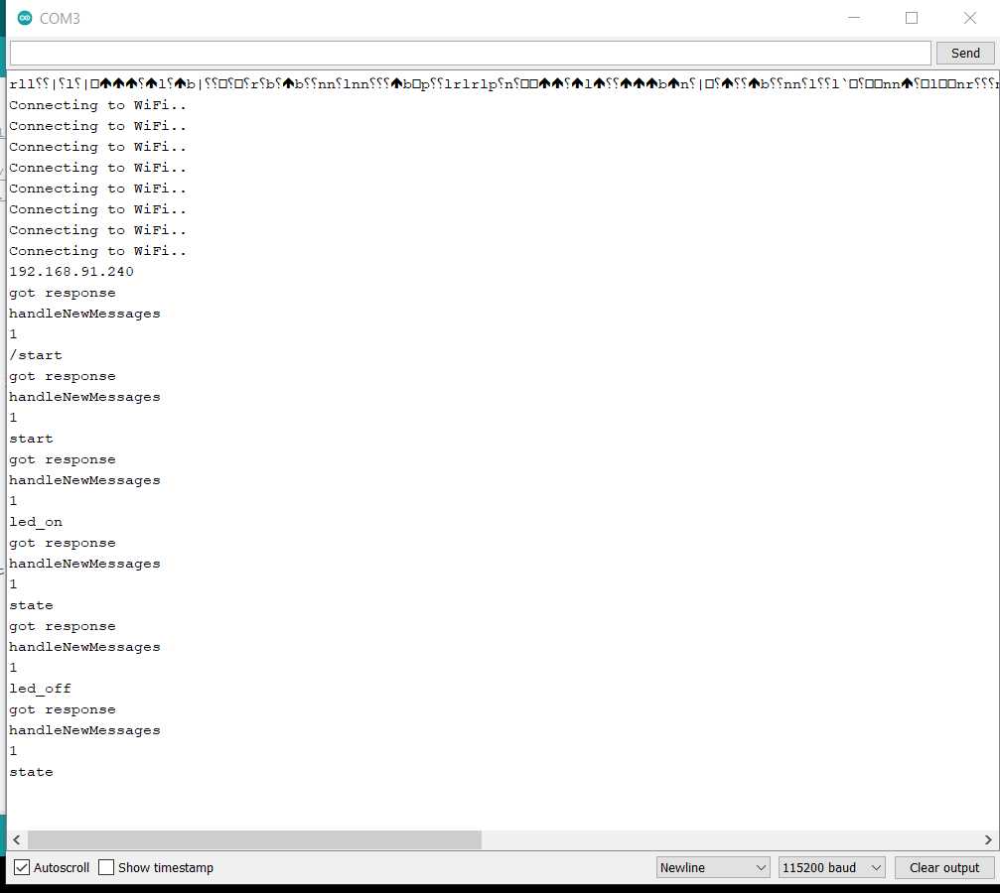 COM3
Send
Connecting to WiFi..
Connecting to WiFi..
Connecting to WiFi..
Connecting to WiFi..
Connecting to WiFi..
Connecting to WiFi..
Connecting to WiFi..
Connecting to WiFi..
192.168.91.240
got response
handleNewMessages
1
/start
got response
handleNewMessages
1
start
got response
handleNewMessages
1
led_on
got response
handleNewMessages
1
state
got response
handleNewMessages
1
led_off
got response
handleNewMessages
1
state
Autoscroll Show timestamp Newline 115200 baud Clear output